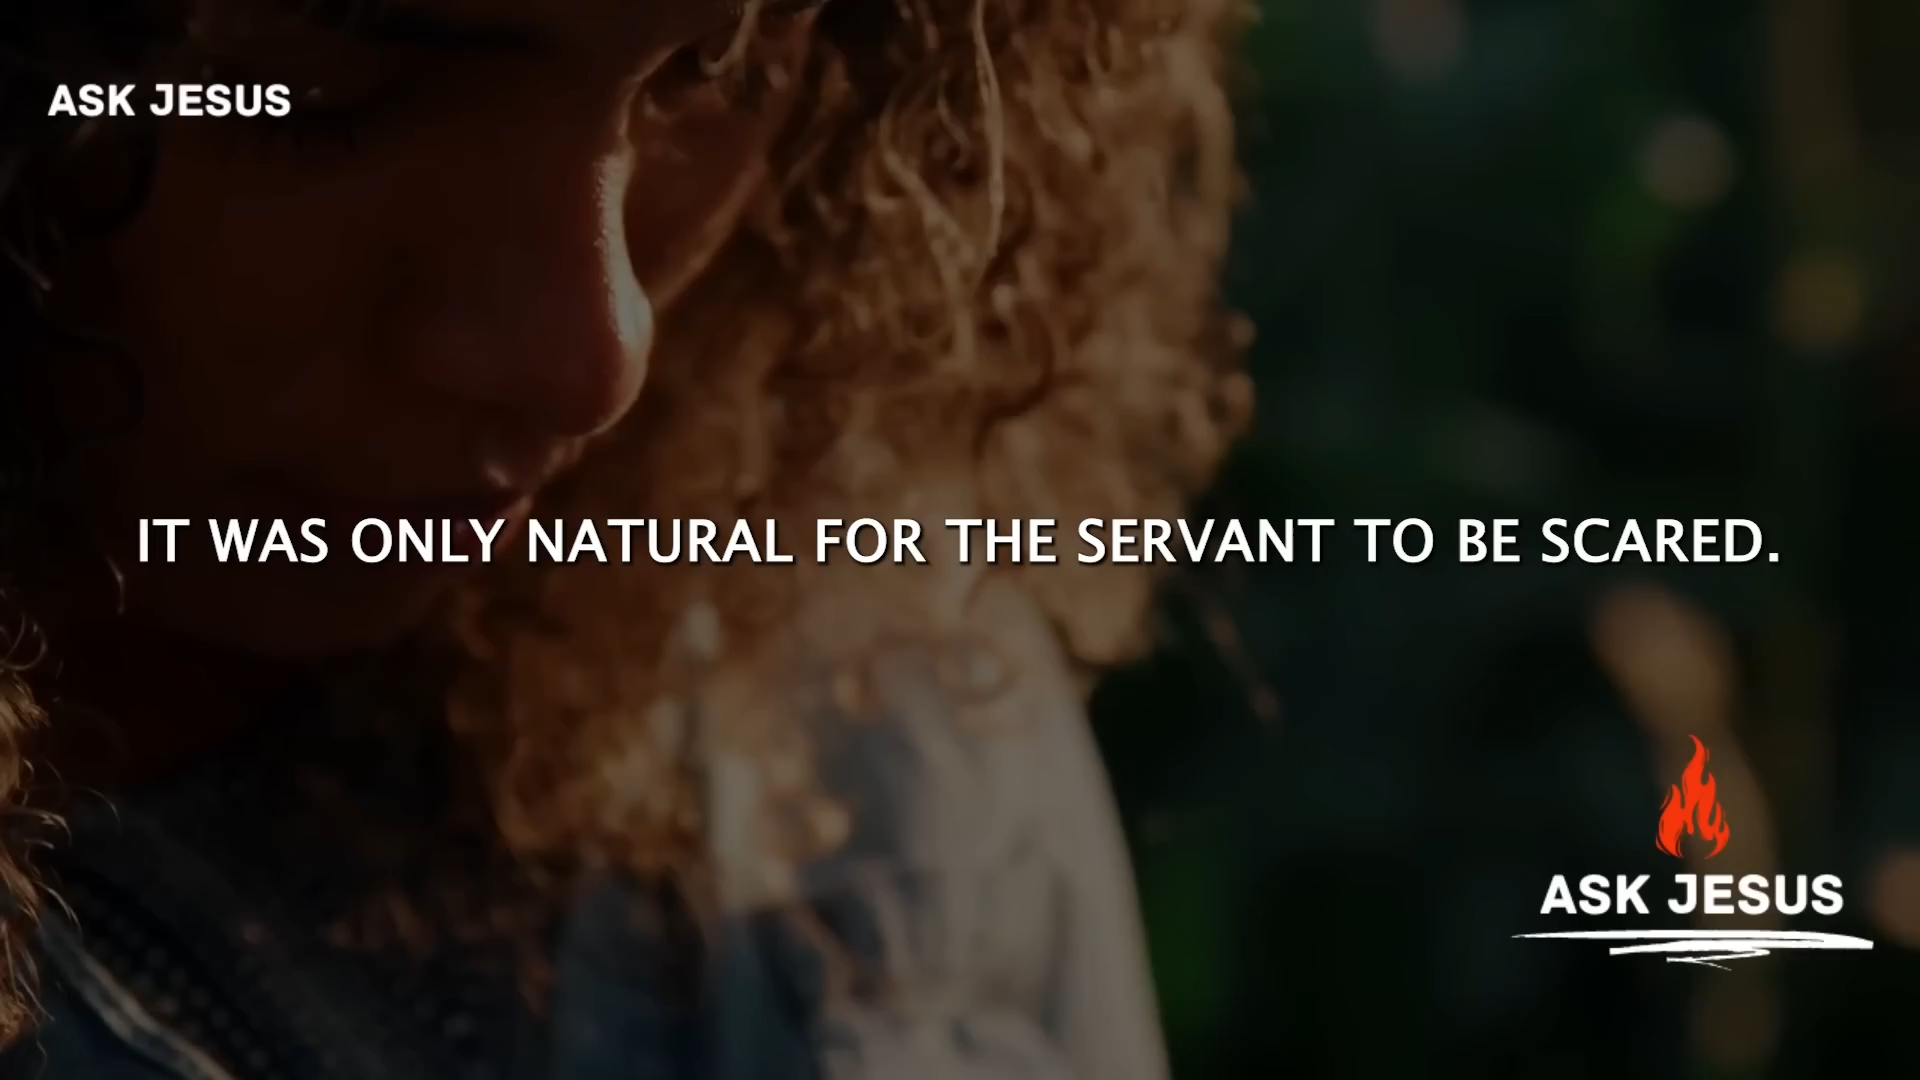 ASK JESUS
IT WAS ONLY NATURAL FOR THE SERVANT TO BE SCARED.
ASK JESUS